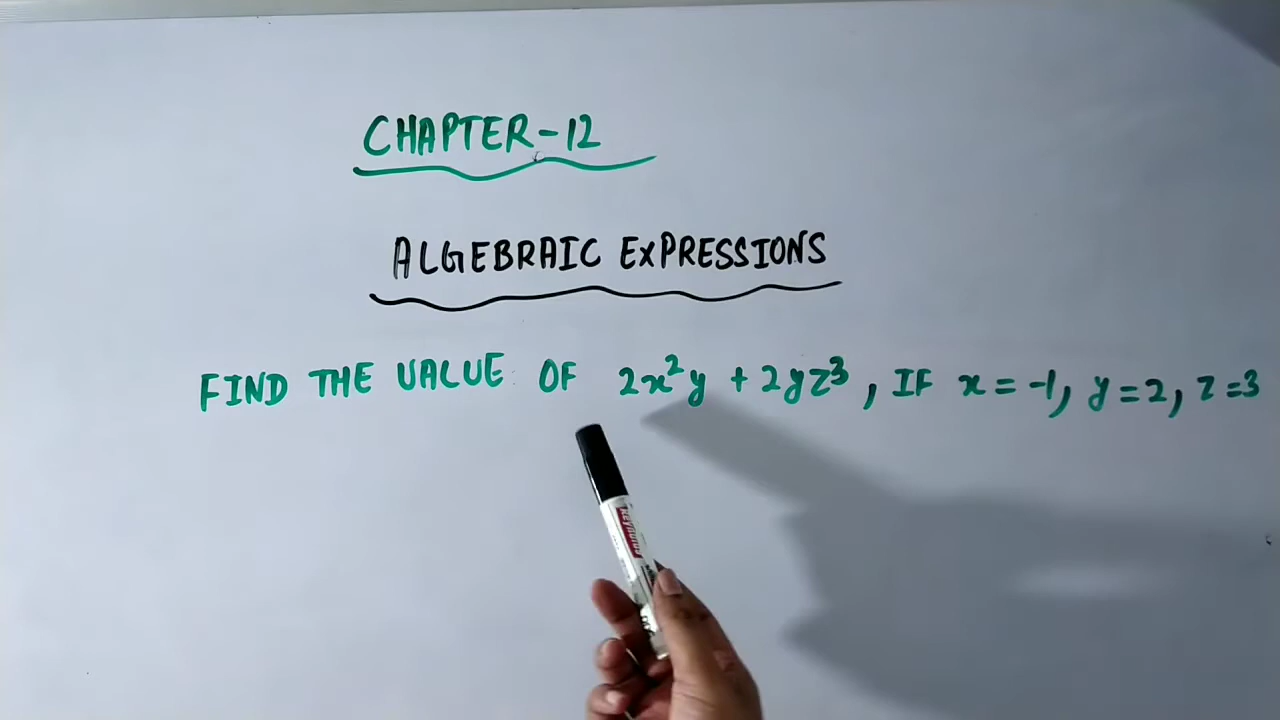 CHAPTER-12
ALGEBRAIC EXPRESSIONS
FIND THE VALUE OF 2x²y + 2yz³, IF x = -1, y = 2, z = 3